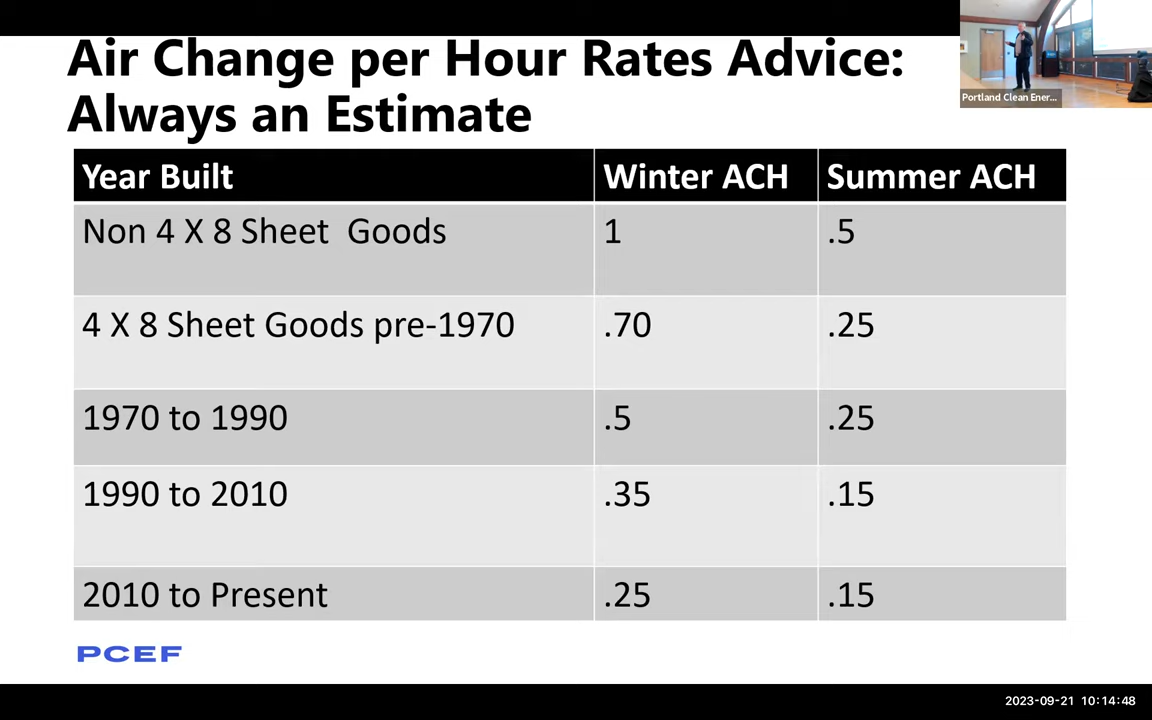 Air Change per Hour Rates Advice:
Always an Estimate
Portland Clean Ener...
Year Built Winter ACH Summer ACH
Non 4 X 8 Sheet  Goods 1 .5
4 X 8 Sheet Goods pre-1970 .70 .25
1970 to 1990 .5 .25
1990 to 2010 .35 .15
2010 to Present .25 .15
PCEF
2023-09-21 10:14:48